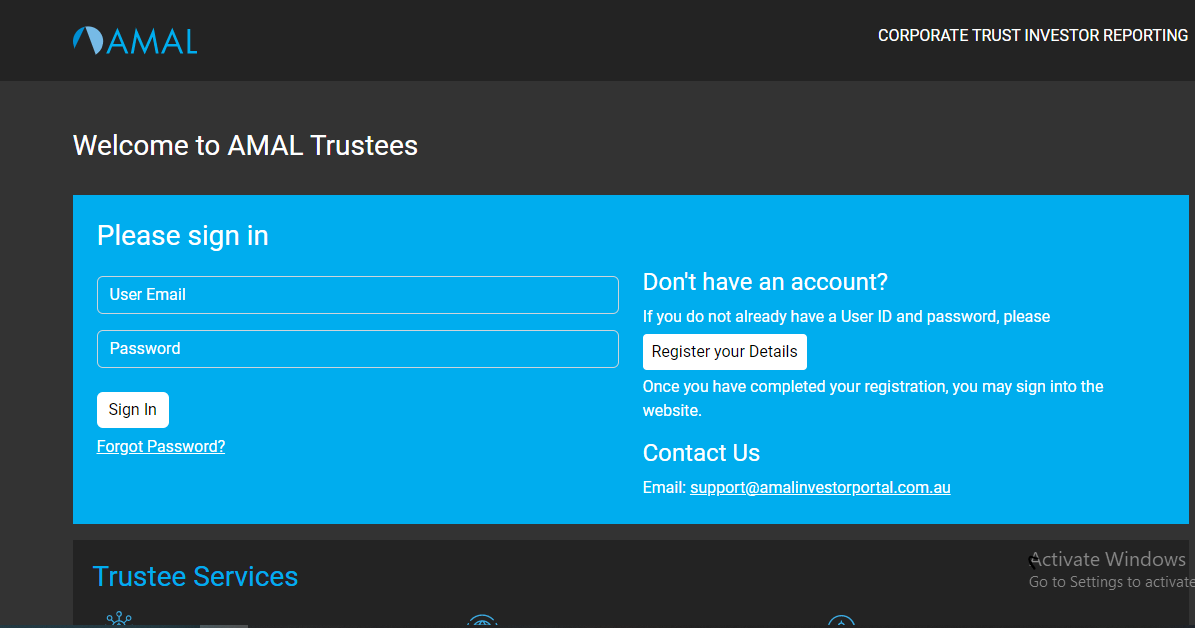 AMAL
CORPORATE TRUST INVESTOR REPORTING
Welcome to AMAL Trustees
Please sign in
User Email
Password
Sign In
Forgot Password?
Don't have an account?
If you do not already have a User ID and password, please
Register your Details
Once you have completed your registration, you may sign into the
website.
Contact Us
Email: support@amalinvestorportal.com.au
Trustee Services
Activate Windows
Go to Settings to activate